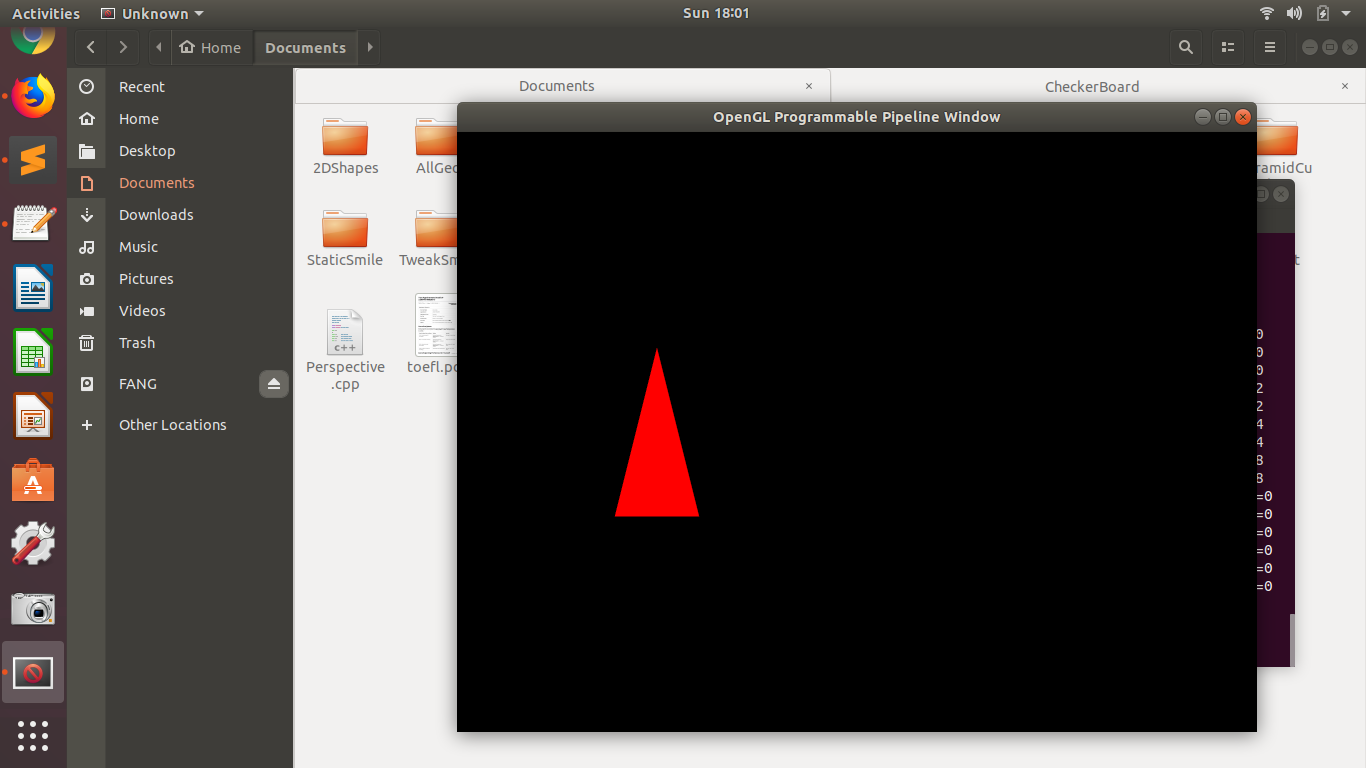 Activities Unknown Sun 18:01
Home Documents
Recent
Home
Desktop
Documents
Downloads
Music
Pictures
Videos
Trash
FANG
Other Locations
Documents × CheckerBoard ×
OpenGL Programmable Pipeline Window
2DShapes AllGeo ramidCu
StaticSmile TweakSm t
c++
Perspective
.cpp
toefl.pd
0
0
0
2
2
4
4
8
8
=0
=0
=0
=0
=0
=0